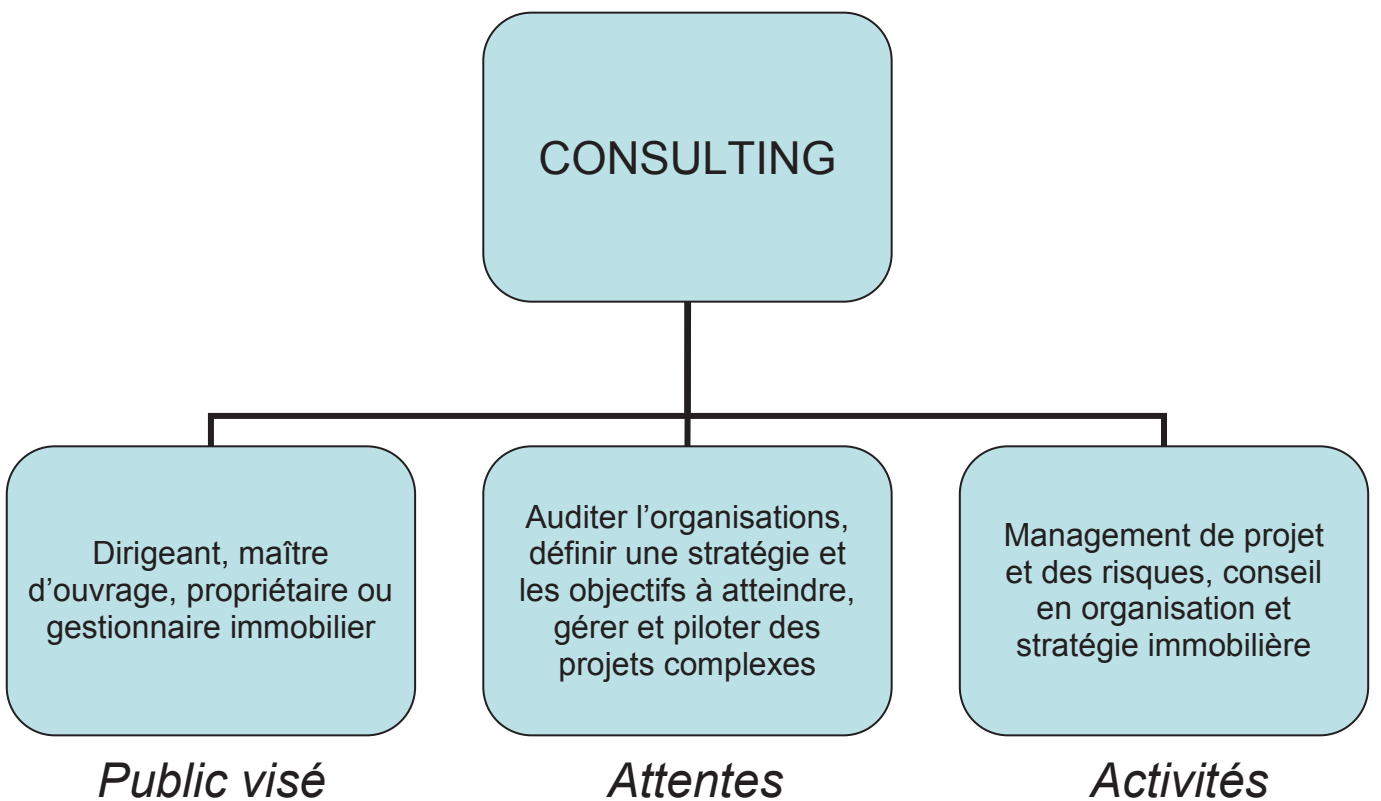 CONSULTING
Dirigeant, maître
d’ouvrage, propriétaire ou
gestionnaire immobilier
Auditer l’organisations,
définir une stratégie et
les objectifs à atteindre,
gérer et piloter des
projets complexes
Management de projet
et des risques, conseil
en organisation et
stratégie immobilière
Public visé
Attentes
Activités